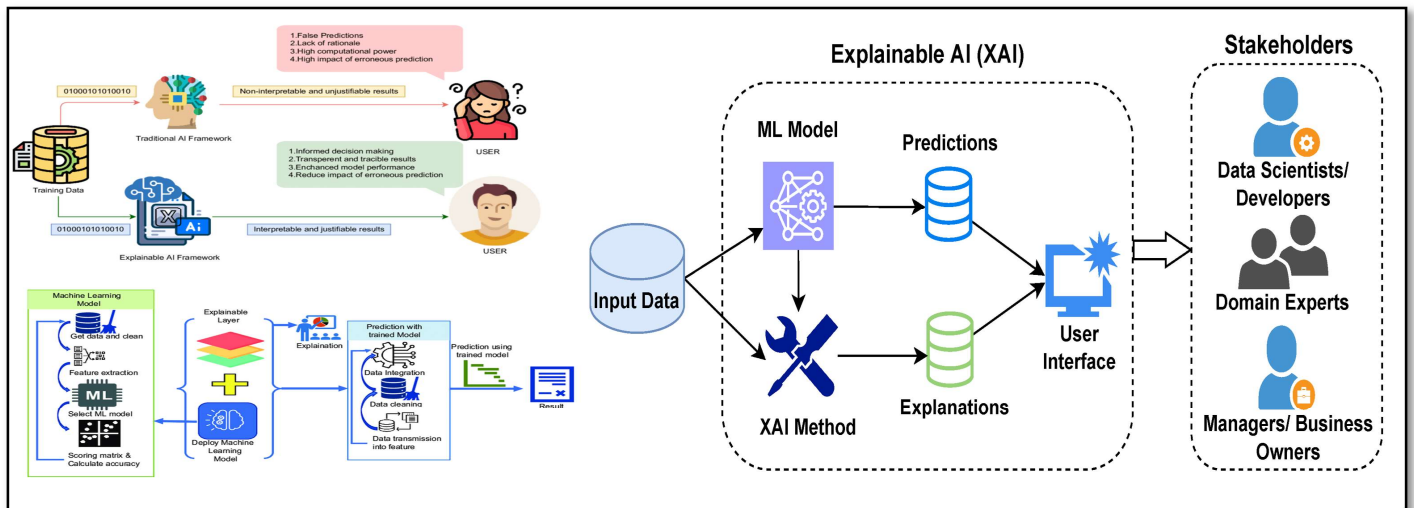 1.False Predictions
2.Lack of rationale
3.High computational power
4.High impact of erroneous prediction
01000101010010
Non-interpretable and unjustifiable results
Traditional AI Framework
USER
Training Data
1.Informed decision making
2.Transperent and tracible results
3.Enchanced model performance
4.Reduce impact of erroneous prediction
X
Ai
01000101010010
Interpretable and justifiable results
Explainable AI Framework
USER
Machine Learning
Model
Get data and clean
Feature extraction
ML
Select ML model
Scoring matrix &
Calculate accuracy
Explainable
Layer
Deploy Machine
Learning
Model
Explaination
Prediction with
trained Model
Data Integration
Data cleaning
Data transmission
into feature
Prediction using
trained model
Result
Explainable AI (XAI)
Input Data
ML Model
Predictions
XAI Method
Explanations
User
Interface
Stakeholders
Data Scientists/
Developers
Domain Experts
Managers/ Business
Owners